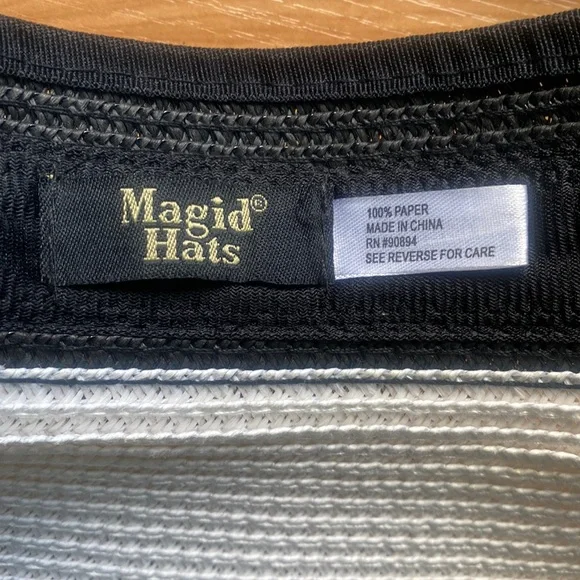 Magid®
Hats
100% PAPER
MADE IN CHINA
RN #90894
SEE REVERSE FOR CARE